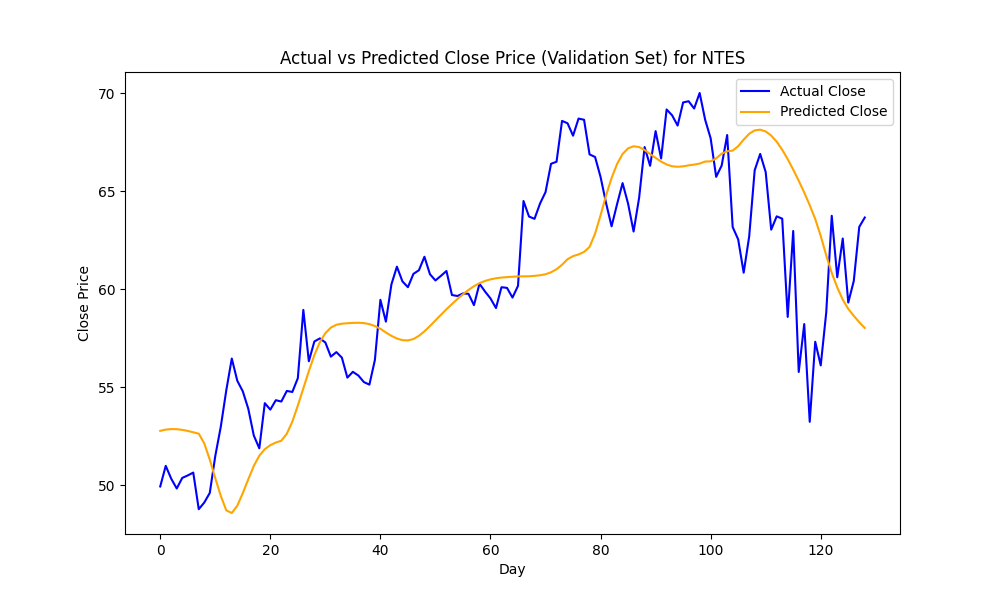 Actual vs Predicted Close Price (Validation Set) for NTES
Actual Close
Predicted Close
Close Price
70
65
60
55
50
0 20 40 60 80 100 120
Day